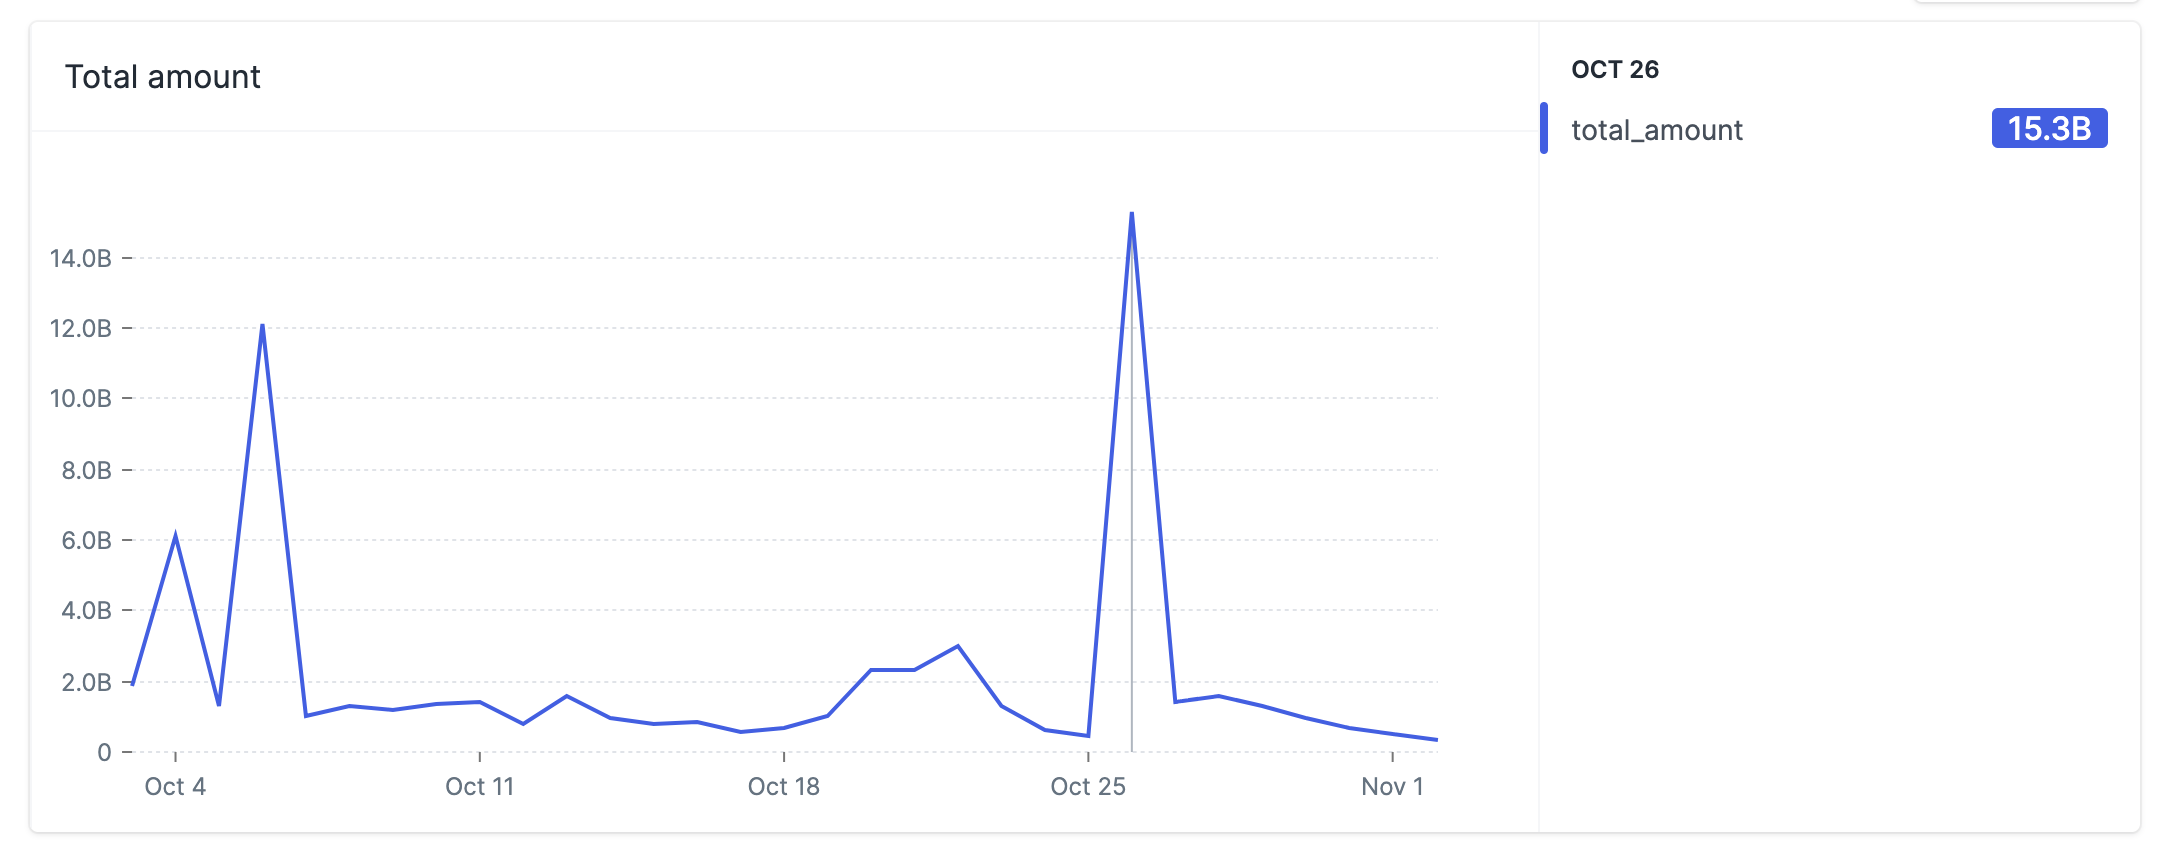 Total amount
14.0B
12.0B
10.0B
8.0B
6.0B
4.0B
2.0B
0
Oct 4
Oct 11
Oct 18
Oct 25
Nov 1
OCT 26
total_amount
15.3B